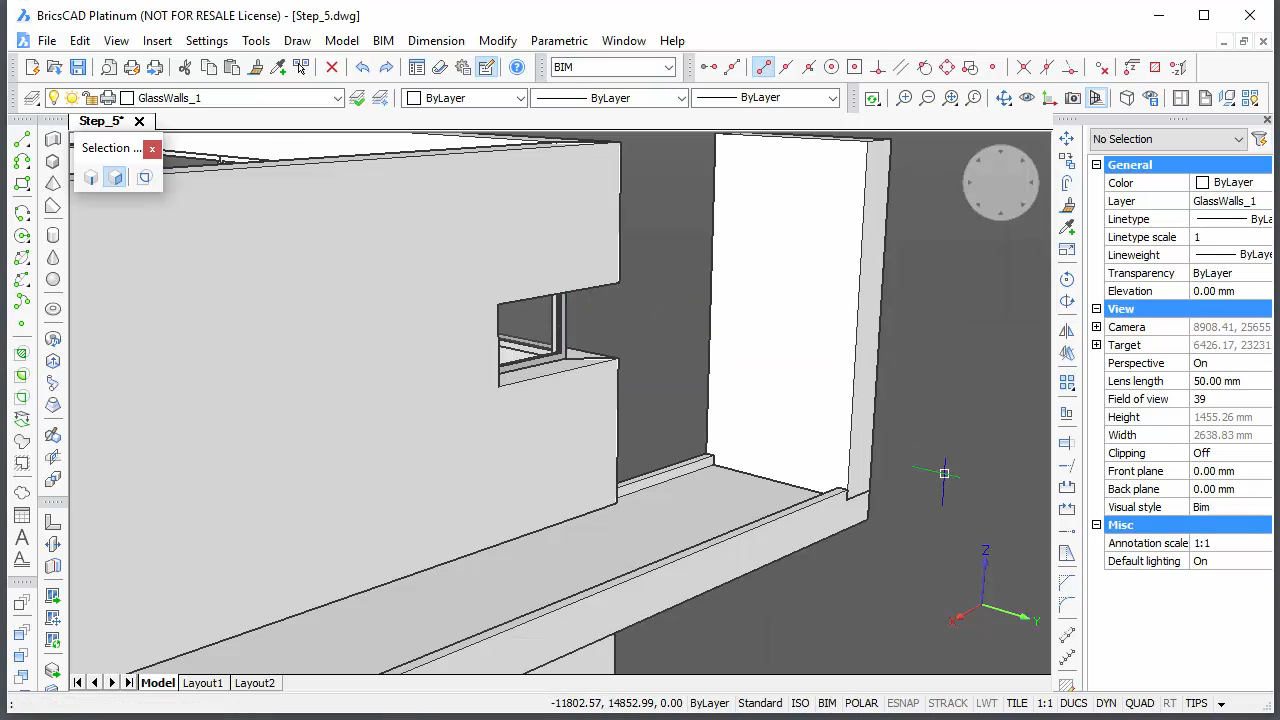 BricsCAD Platinum (NOT FOR RESALE License) - [Step_5.dwg]
File Edit View Insert Settings Tools Draw Model BIM Dimension Modify Parametric Window Help
BIM
GlassWalls_1 ByLayer ByLayer ByLayer
Step_5*
Selection ...
No Selection
General
Color ByLayer
Layer GlassWalls_1
Linetype ByLa
Linetype scale 1
Lineweight ByLaye
Transparency ByLayer
Elevation 0.00 mm
View
Camera 8908.41, 25655
Target 6426.17, 23231
Perspective On
Lens length 50.00 mm
Field of view 39
Height 1455.26 mm
Width 2638.83 mm
Clipping Off
Front plane 0.00 mm
Back plane 0.00 mm
Visual style Bim
Misc
Annotation scale 1:1
Default lighting On
Z
X
Y
Model Layout1 Layout2
: -11802.57, 14852.99, 0.00 ByLayer Standard ISO BIM POLAR ESNAP STRACK LWT TILE 1:1 DUCS DYN QUAD RT TIPS